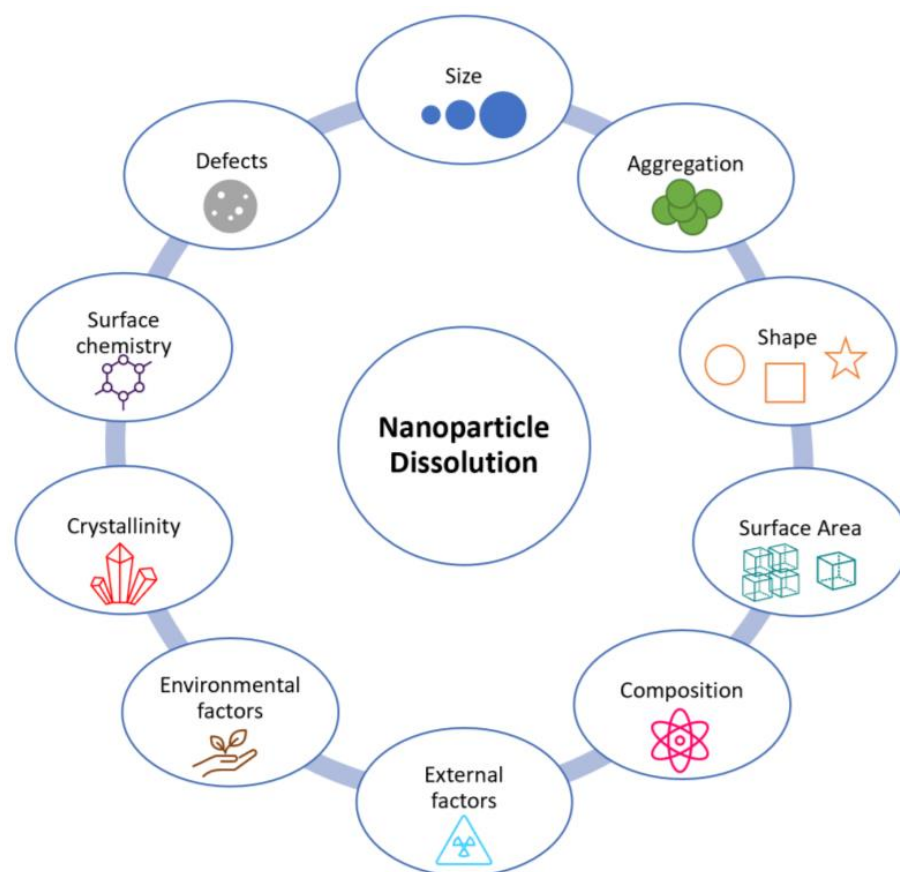 Size
Aggregation
Shape
Surface Area
Composition
External
factors
Environmental
factors
Crystallinity
Surface
chemistry
Defects
Nanoparticle
Dissolution